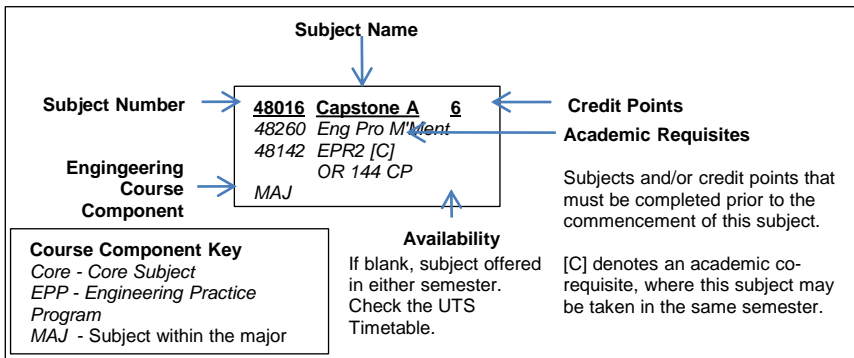 Subject Name
Subject Number
48016 Capstone A 6
48260 Eng Pro M'Ment
48142 EPR2 [C]
OR 144 CP
MAJ
Credit Points
Academic Requisites
Engingeering
Course
Component
Subjects and/or credit points that
must be completed prior to the
commencement of this subject.
[C] denotes an academic co-
requisite, where this subject may
be taken in the same semester.
Availability
If blank, subject offered
in either semester.
Check the UTS
Timetable.
Course Component Key
Core - Core Subject
EPP - Engineering Practice
Program
MAJ - Subject within the major